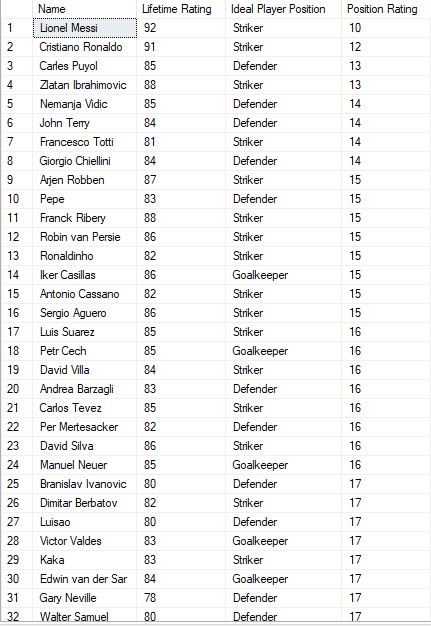 Name Lifetime Rating Ideal Player Position Position Rating
1 Lionel Messi 92 Striker 10
2 Cristiano Ronaldo 91 Striker 12
3 Carles Puyol 85 Defender 13
4 Zlatan Ibrahimovic 88 Striker 13
5 Nemanja Vidic 85 Defender 14
6 John Terry 84 Defender 14
7 Francesco Totti 81 Striker 14
8 Giorgio Chiellini 84 Defender 14
9 Arjen Robben 87 Striker 15
10 Pepe 83 Defender 15
11 Franck Ribery 88 Striker 15
12 Robin van Persie 86 Striker 15
13 Ronaldinho 82 Striker 15
14 Iker Casillas 86 Goalkeeper 15
15 Antonio Cassano 82 Striker 15
16 Sergio Aguero 86 Striker 15
17 Luis Suarez 85 Striker 16
18 Petr Cech 85 Goalkeeper 16
19 David Villa 84 Striker 16
20 Andrea Barzagli 83 Defender 16
21 Carlos Tevez 85 Striker 16
22 Per Mertesacker 82 Defender 16
23 David Silva 86 Striker 16
24 Manuel Neuer 85 Goalkeeper 16
25 Branislav Ivanovic 80 Defender 17
26 Dimitar Berbatov 82 Striker 17
27 Luisao 80 Defender 17
28 Victor Valdes 83 Goalkeeper 17
29 Kaka 83 Striker 17
30 Edwin van der Sar 84 Goalkeeper 17
31 Gary Neville 78 Defender 17
32 Walter Samuel 80 Defender 17